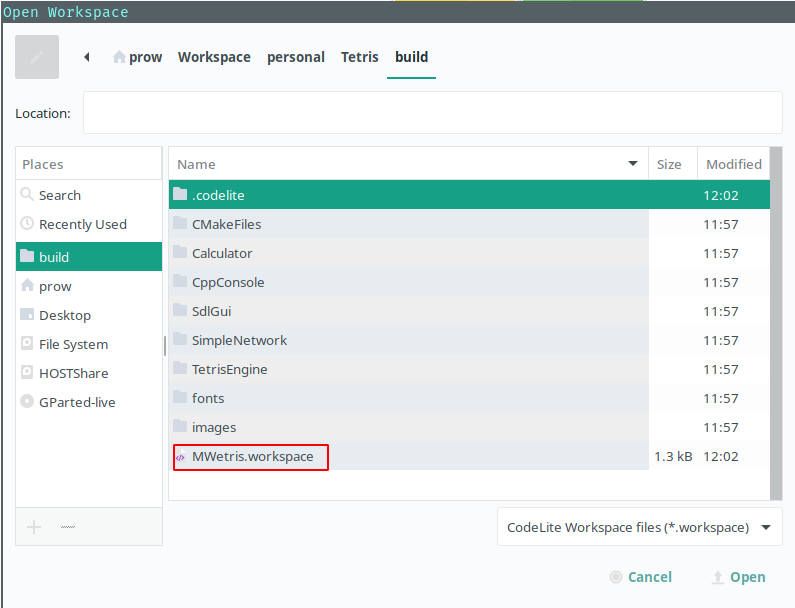 Open Workspace
prow Workspace personal Tetris build
Location:
Places
Search
Recently Used
build
prow
Desktop
File System
HOSTShare
GParted-live
Name Size Modified
.codelite 12:02
CMakeFiles 11:57
Calculator 11:57
CppConsole 11:57
SdlGui 11:57
SimpleNetwork 11:57
TetrisEngine 11:57
fonts 11:57
images 11:57
MWetris.workspace 1.3 kB 12:02
CodeLite Workspace files (*.workspace)
Cancel Open